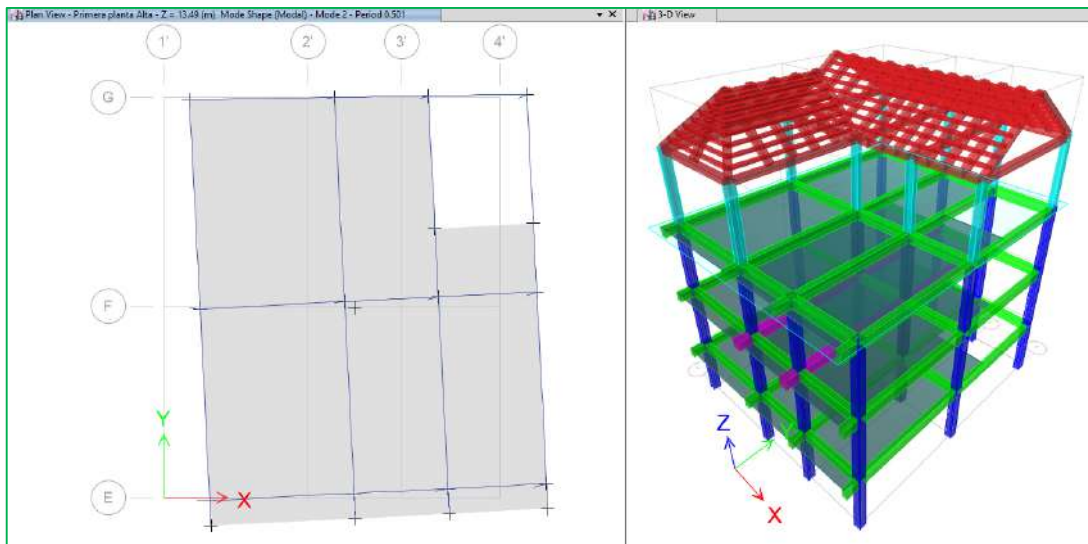 Plan View - Primera planta Alta - Z = 13.49 (m) Mode Shape (Modal) - Mode 2 - Period 0.501
3-D View
1' 2' 3' 4'
G
F
E
Y
X
Z
X